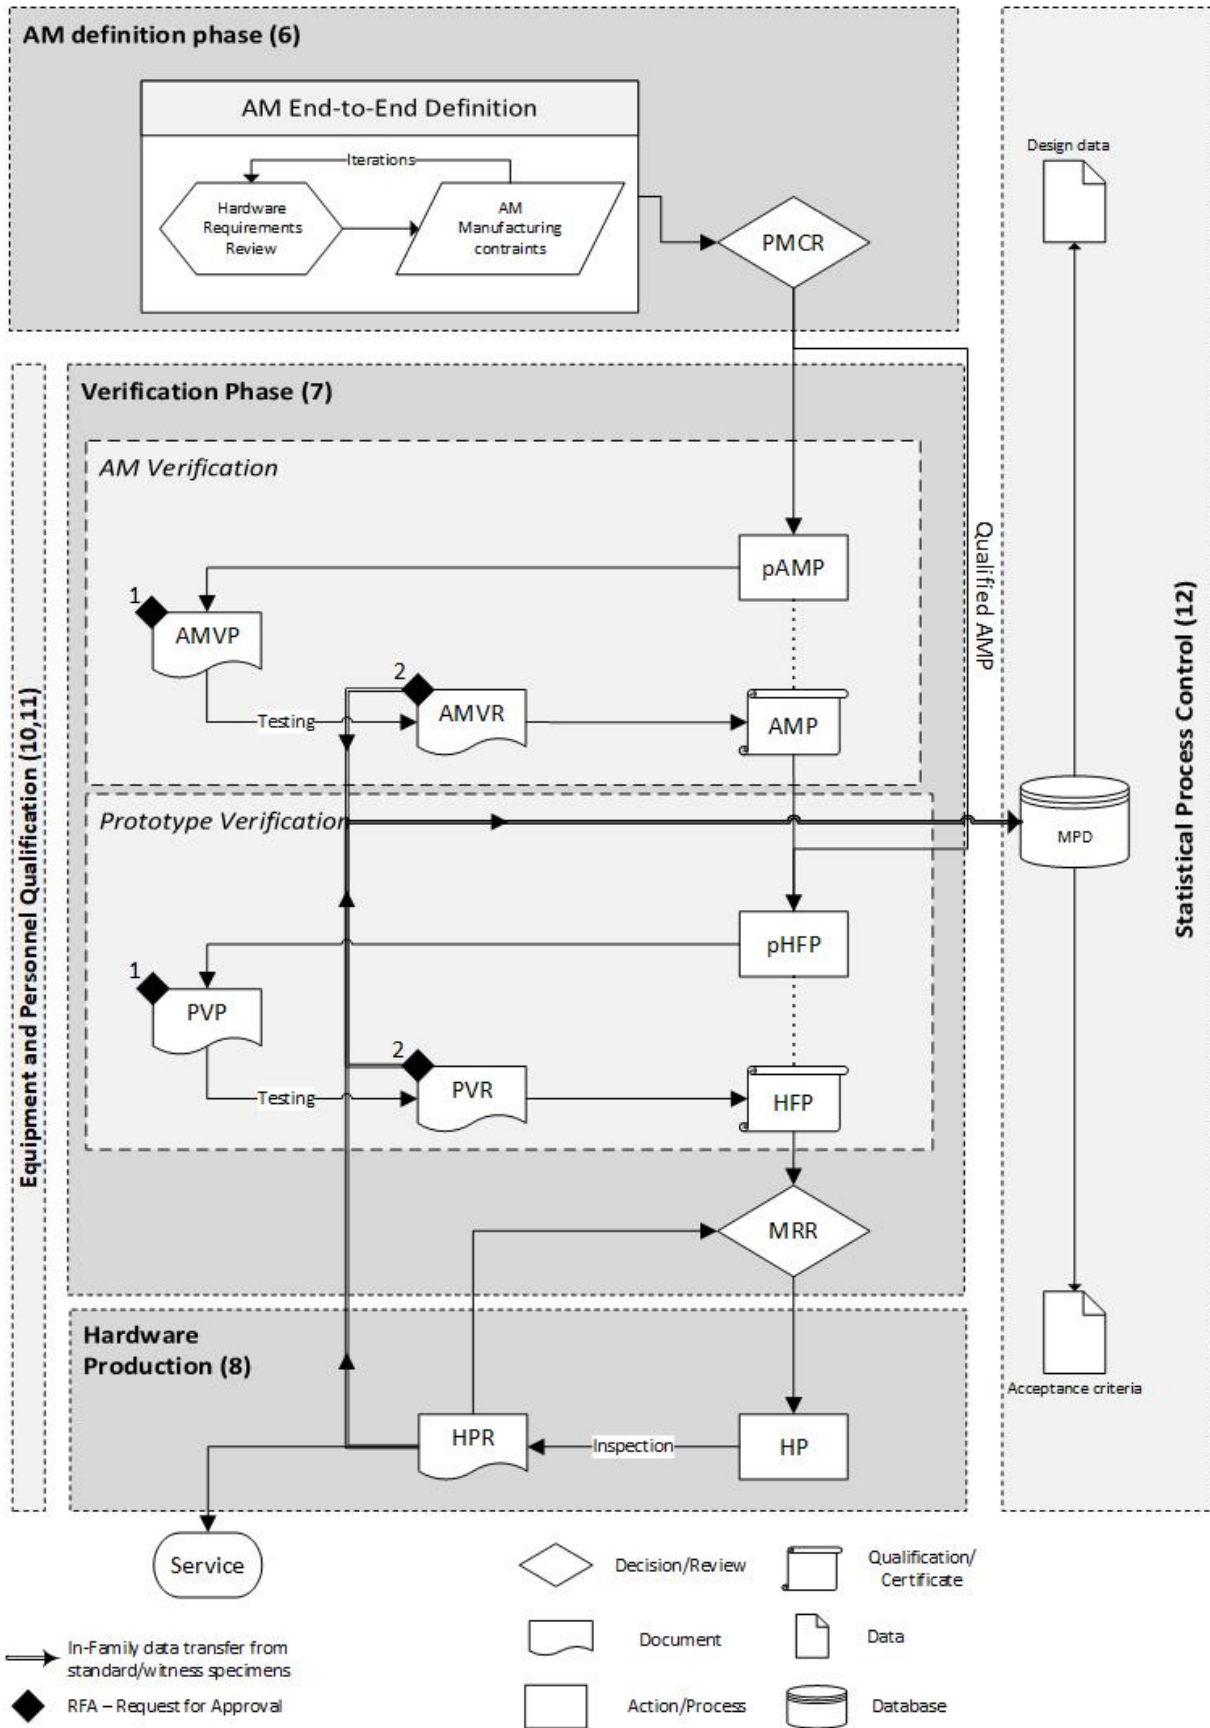 AM definition phase (6)
AM End-to-End Definition
Iterations
Hardware
Requirements
Review
AM
Manufacturing
contraints
PMCR
Design data
Verification Phase (7)
AM Verification
pAMP
1
AMVP
2
Testing
AMVR
AMP
Qualified AMP
Prototype Verification
MPD
pHFP
1
PVP
2
Testing
PVR
HFP
MRR
Equipment and Personnel Qualification (10,11)
Statistical Process Control (12)
Hardware
Production (8)
Acceptance criteria
HPR
Inspection
HP
Service
Decision/Review
Qualification/
Certificate
Document
Data
In-Family data transfer from
standard/witness specimens
RFA – Request for Approval
Action/Process
Database